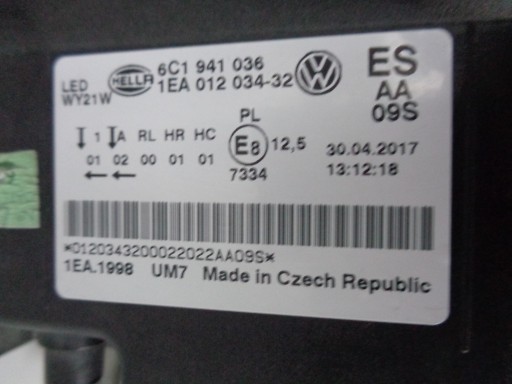 LED
WY21W
HELLA
6C1 941 036
1EA 012 034-32
VW
ES
AA
09S
1 A RL HR HC
01 02 00 01 01
PL
E8 12,5
7334
30.04.2017
13:12:18
*0120343200022022AA09S*
1EA.1998 UM7 Made in Czech Republic